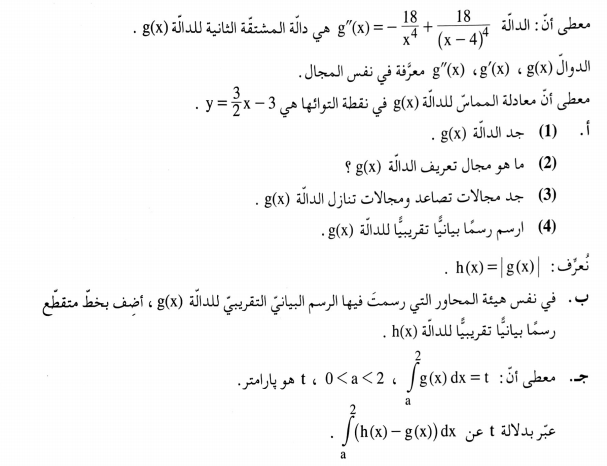 معطى أنّ: الدالّة g″(x) = −18/x⁴ + 18/(x − 4)⁴ هي دالّة المشتقّة الثانية للدالّة g(x) .
الدوالّ g(x) ، g′(x) ، g″(x) معرَّفة في نفس المجال.
معطى أنّ معادلة المماسّ للدالّة g(x) في نقطة التوائها هي y = 3/2 x − 3 .
أ. (1) جد الدالّة g(x) .
(2) ما هو مجال تعريف الدالّة g(x) ؟
(3) جد مجالات تصاعد ومجالات تنازل الدالّة g(x) .
(4) ارسم رسمًا بيانيًّا تقريبيًّا للدالّة g(x) .
نُعرِّف: h(x) = |g(x)| .
ب. في نفس هيئة المحاور التي رسمتَ فيها الرسم البيانيّ التقريبيّ للدالّة g(x) ، أضِف بخطّ متقطّع
رسمًا بيانيًّا تقريبيًّا للدالّة h(x) .
جـ. معطى أنّ: ∫ₐ² g(x) dx = t ، 0 < a < 2 ، t هو پارامتر.
عبّر بدلالة t عن ∫ₐ² (h(x) − g(x)) dx .